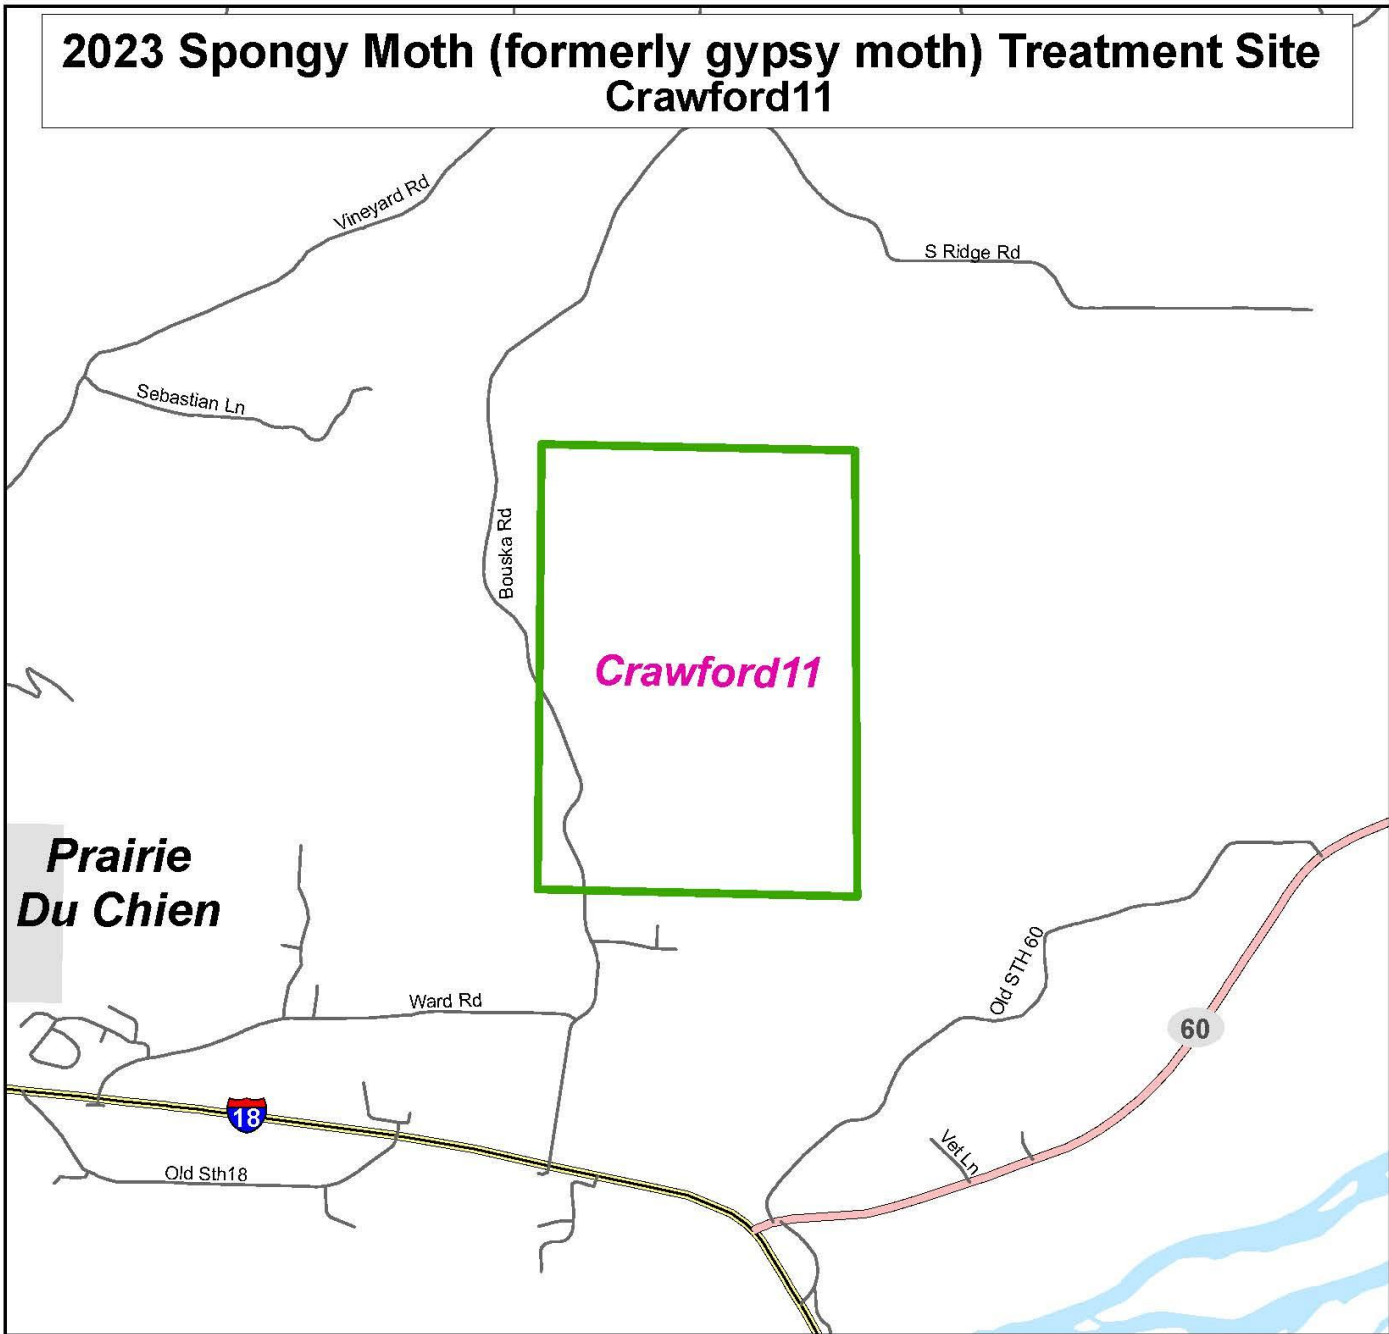 2023 Spongy Moth (formerly gypsy moth) Treatment Site
Crawford11
Vineyard Rd
S Ridge Rd
Sebastian Ln
Bouska Rd
Crawford11
Prairie
Du Chien
Old STH 60
Ward Rd
60
18
Vet Ln
Old Sth18